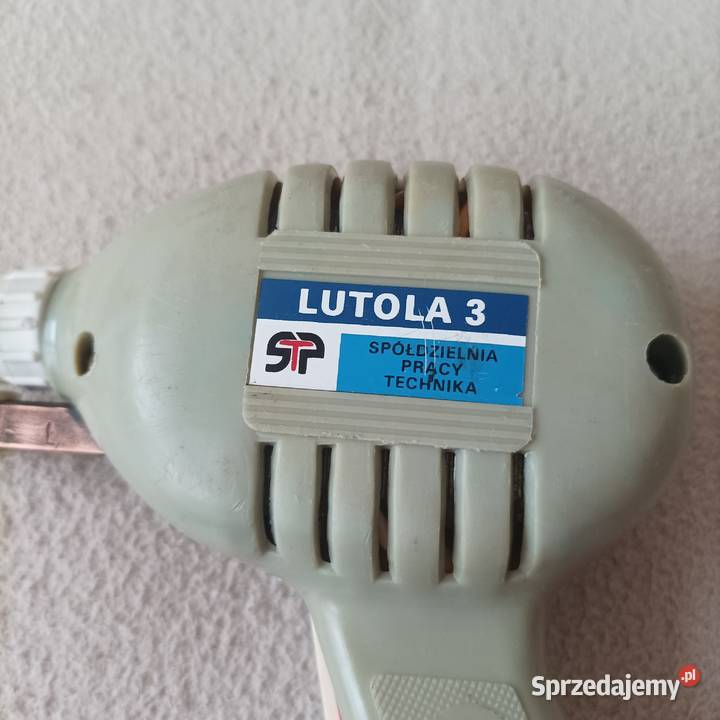 LUTOLA 3
STP
SPÓŁDZIELNIA
PRACY
TECHNIKA
Sprzedajemy.pl